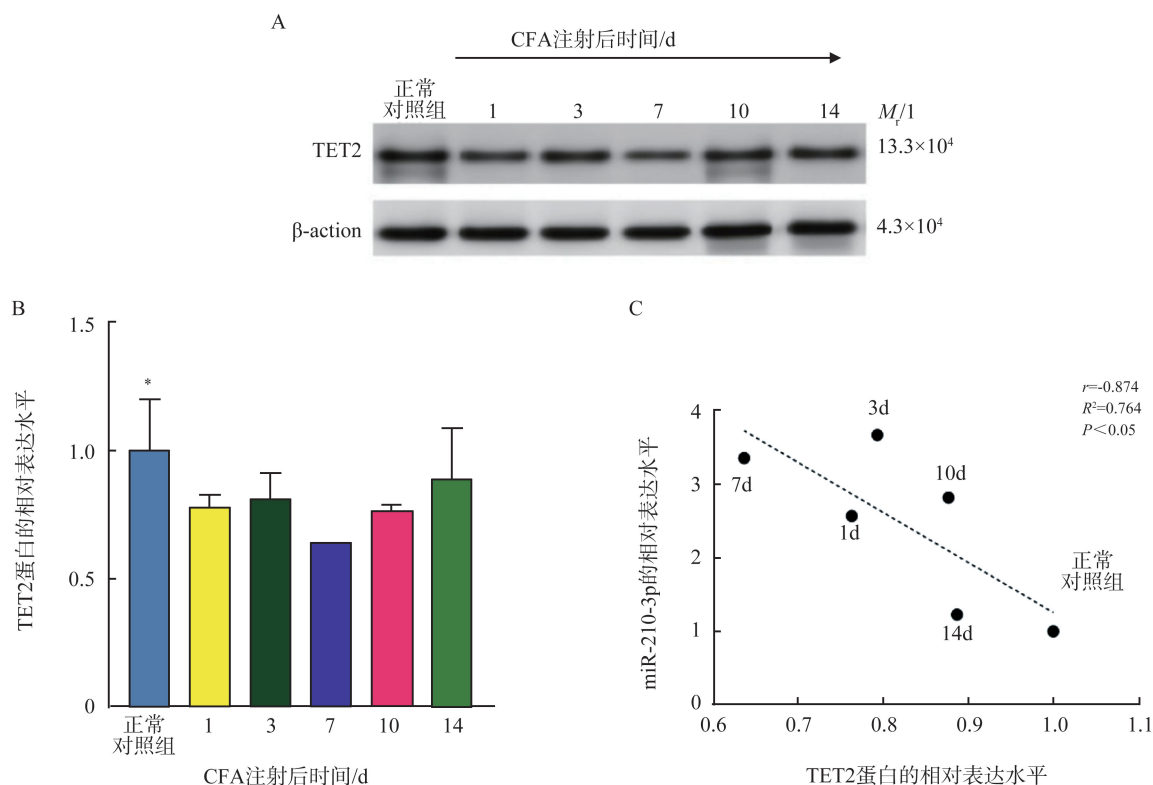 A
CFA注射后时间/d
正常
对照组
1 3 7 10 14 Mr/1
TET2 13.3×10⁴
β-action 4.3×10⁴
B
TET2蛋白的相对表达水平
1.5
1.0
0.5
0
*
正常
对照组
1 3 7 10 14
CFA注射后时间/d
C
miR-210-3p的相对表达水平
4
3
2
1
0
r=-0.874
R²=0.764
P<0.05
3d
7d
10d
1d
正常
对照组
14d
0.6 0.7 0.8 0.9 1.0 1.1
TET2蛋白的相对表达水平